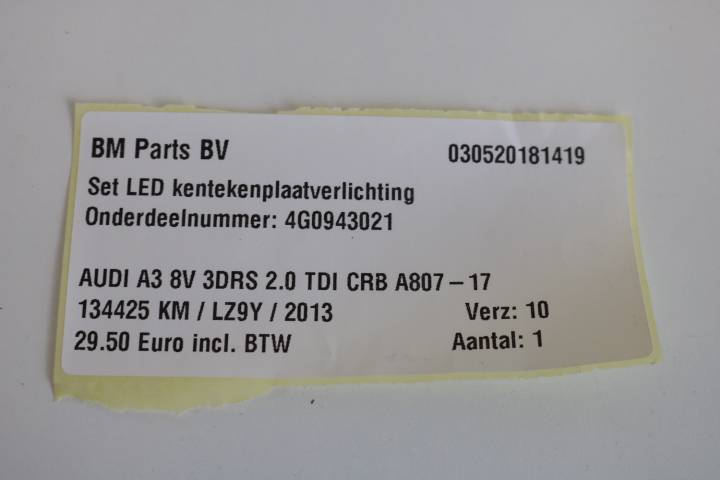 BM Parts BV 030520181419
Set LED kentekenplaatverlichting
Onderdeelnummer: 4G0943021
AUDI A3 8V 3DRS 2.0 TDI CRB A807 – 17
134425 KM / LZ9Y / 2013 Verz: 10
29.50 Euro incl. BTW Aantal: 1